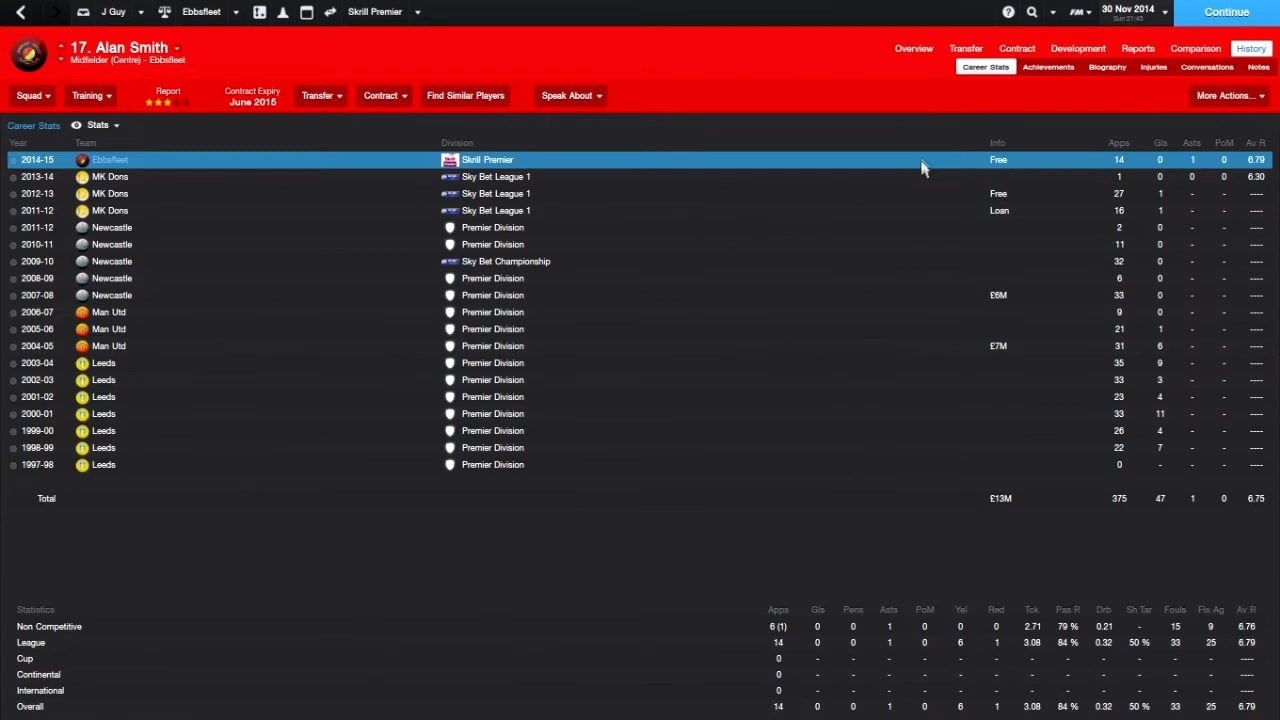 J Guy Ebbsfleet Skrill Premier FM 30 Nov 2014 Sun 21:45 Continue
17. Alan Smith
Midfielder (Centre) - Ebbsfleet
Overview Transfer Contract Development Reports Comparison History
Career Stats Achievements Biography Injuries Conversations Notes
Squad Training Report Contract Expiry June 2015 Transfer Contract Find Similar Players Speak About More Actions...
Career Stats Stats
Year Team Division Info Apps Gls Asts PoM Av R
2014-15 Ebbsfleet Skrill Premier Free 14 0 1 0 6.79
2013-14 MK Dons Sky Bet League 1 1 0 0 0 6.30
2012-13 MK Dons Sky Bet League 1 Free 27 1 - - ----
2011-12 MK Dons Sky Bet League 1 Loan 16 1 - - ----
2011-12 Newcastle Premier Division 2 0 - - ----
2010-11 Newcastle Premier Division 11 0 - - ----
2009-10 Newcastle Sky Bet Championship 32 0 - - ----
2008-09 Newcastle Premier Division 6 0 - - ----
2007-08 Newcastle Premier Division £6M 33 0 - - ----
2006-07 Man Utd Premier Division 9 0 - - ----
2005-06 Man Utd Premier Division 21 1 - - ----
2004-05 Man Utd Premier Division £7M 31 6 - - ----
2003-04 Leeds Premier Division 35 9 - - ----
2002-03 Leeds Premier Division 33 3 - - ----
2001-02 Leeds Premier Division 23 4 - - ----
2000-01 Leeds Premier Division 33 11 - - ----
1999-00 Leeds Premier Division 26 4 - - ----
1998-99 Leeds Premier Division 22 7 - - ----
1997-98 Leeds Premier Division 0 - - - ----
Total £13M 375 47 1 0 6.75
Statistics Apps Gls Pens Asts PoM Yel Red Tck Pas R Drb Sh Tar Fouls Fls Ag Av R
Non Competitive 6 (1) 0 0 1 0 0 0 2.71 79 % 0.21 - 15 9 6.76
League 14 0 0 1 0 6 1 3.08 84 % 0.32 50 % 33 25 6.79
Cup 0 - - - - - - - - - - - - ----
Continental 0 - - - - - - - - - - - - ----
International 0 - - - - - - - - - - - - ----
Overall 14 0 0 1 0 6 1 3.08 84 % 0.32 50 % 33 25 6.79